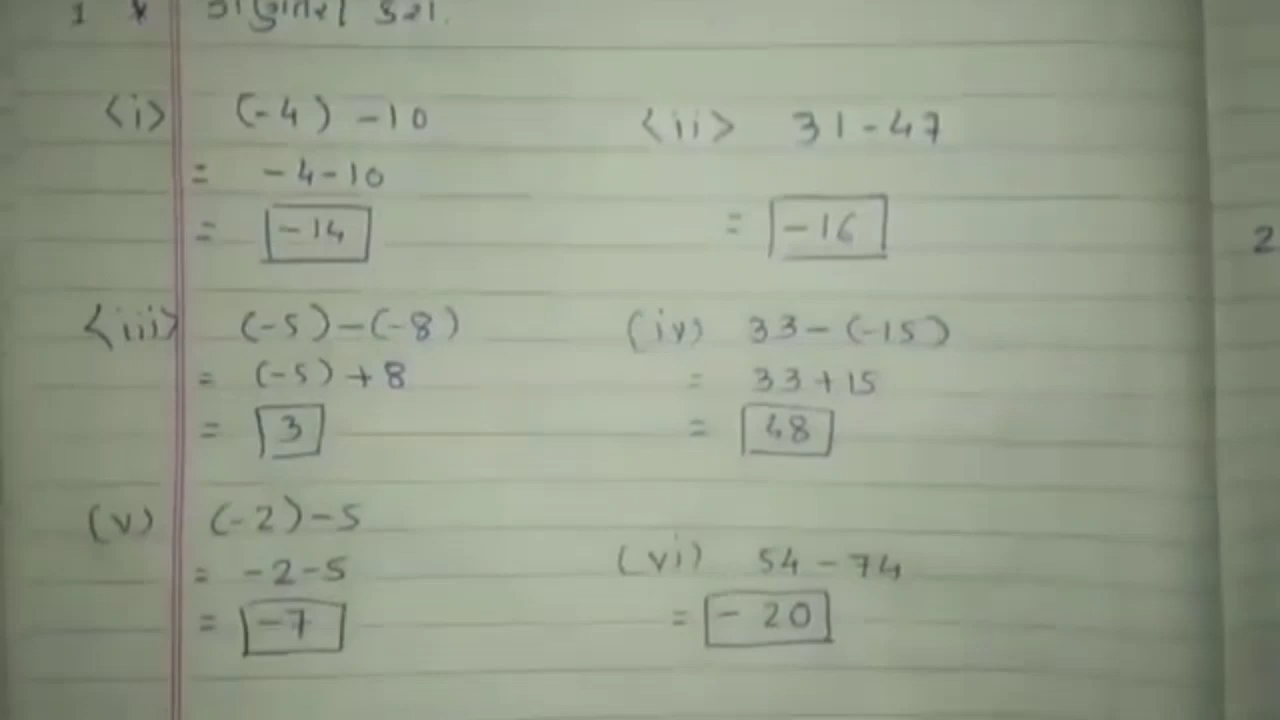 1
<i> (-4) -10
= -4-10
= -14
<ii> 31-47
= -16
<iii> (-5)-(-8)
= (-5)+8
= 3
(iv) 33-(-15)
= 33+15
= 48
(v) (-2)-5
= -2-5
= -7
(vi) 54-74
= -20
2